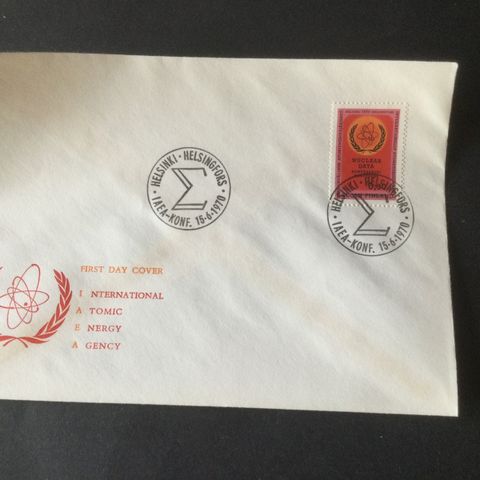 HELSINKI · HELSINGFORS
Σ
IAEA-KONF. 15-6-1970
NUCLEAR
DATA
HELSINKI · HELSINGFORS
Σ
IAEA-KONF. 15-6-1970
FIRST DAY COVER
I NTERNATIONAL
A TOMIC
E NERGY
A GENCY